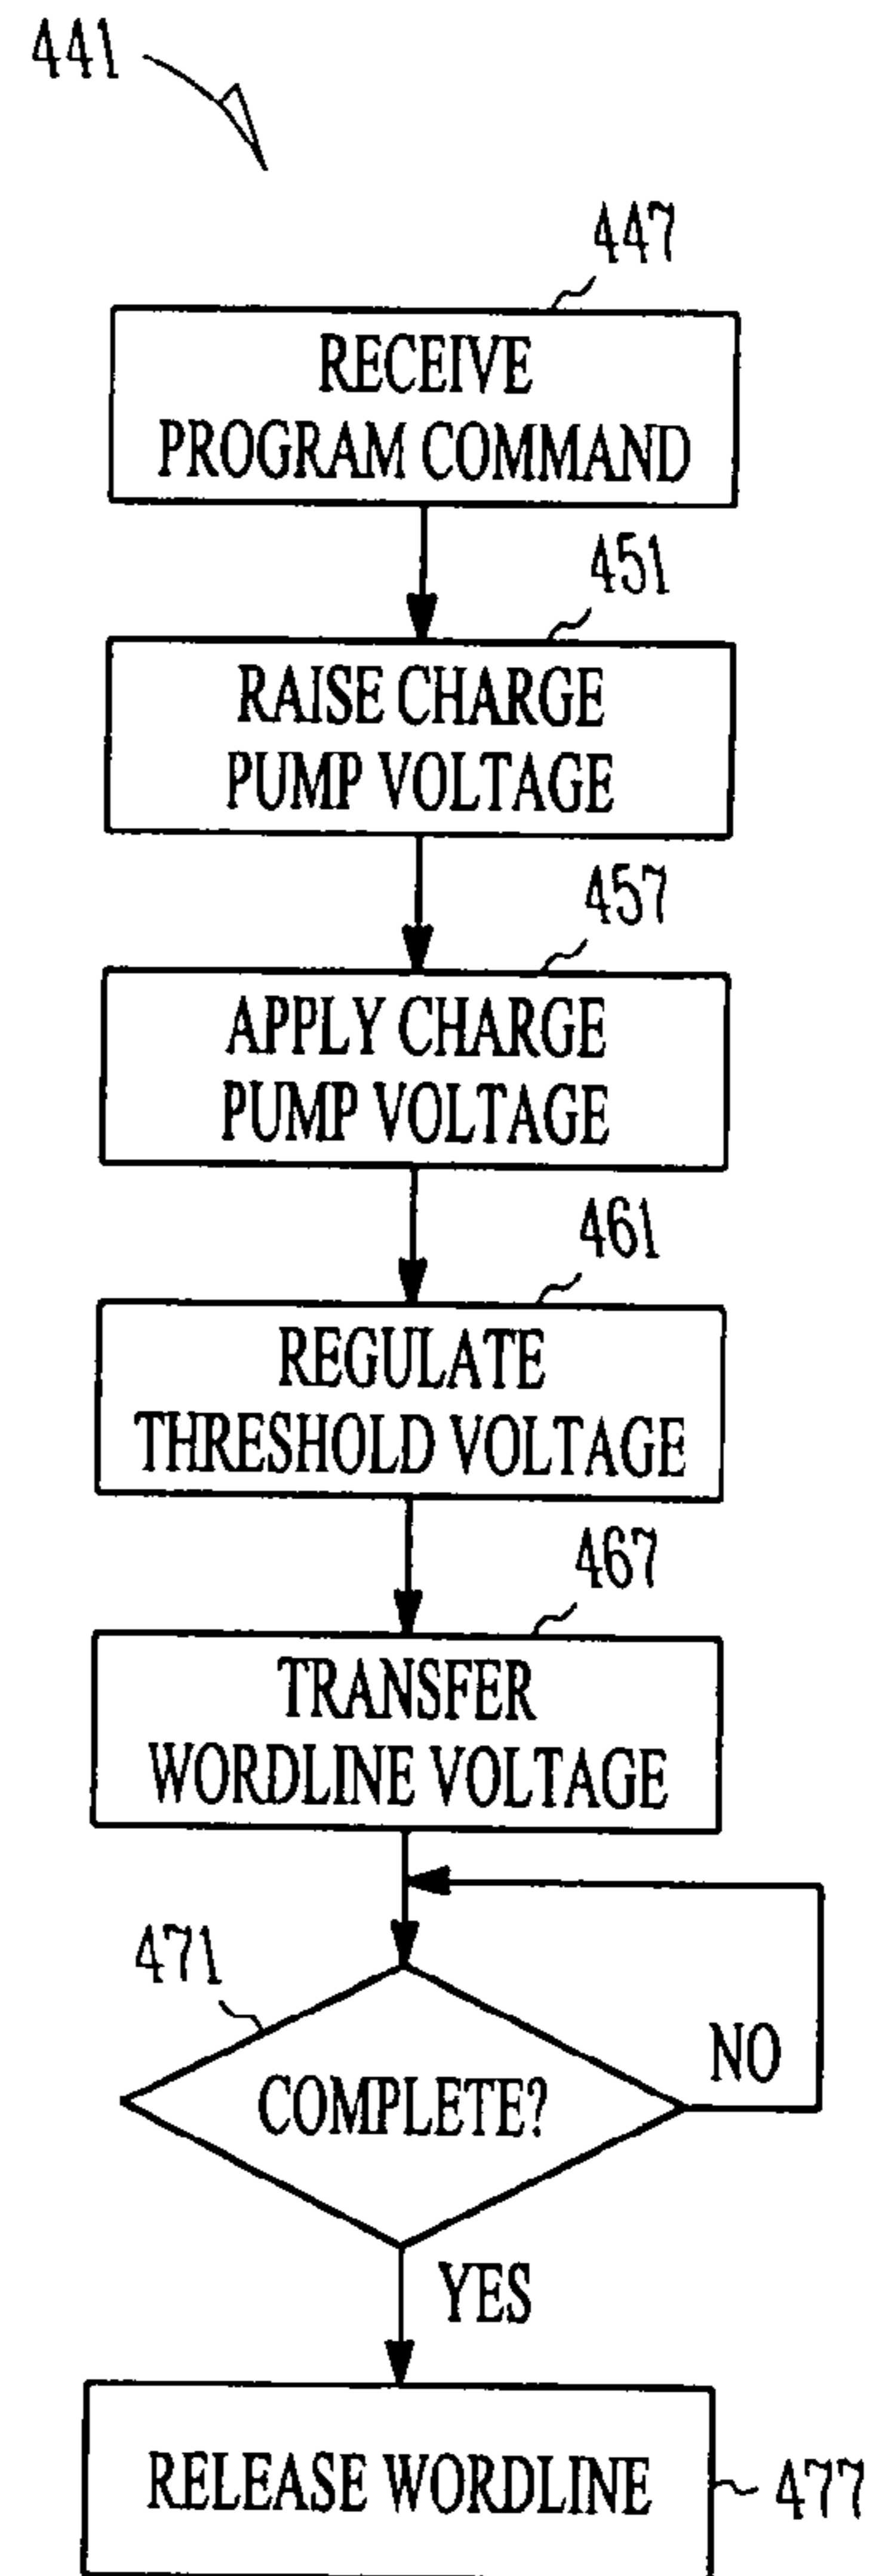 441
447
RECEIVE
PROGRAM COMMAND
451
RAISE CHARGE
PUMP VOLTAGE
457
APPLY CHARGE
PUMP VOLTAGE
461
REGULATE
THRESHOLD VOLTAGE
467
TRANSFER
WORDLINE VOLTAGE
471
COMPLETE?
NO
YES
RELEASE WORDLINE
477